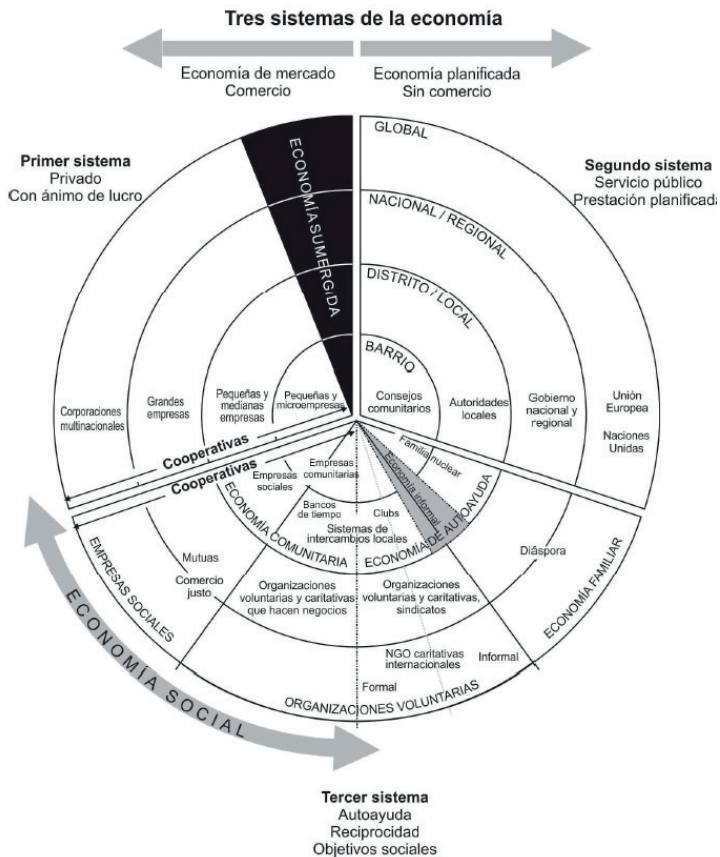 Tres sistemas de la economía
Economía de mercado
Comercio
Economía planificada
Sin comercio
Primer sistema
Privado
Con ánimo de lucro
Segundo sistema
Servicio público
Prestación planificada
ECONOMÍA SUMERGIDA
GLOBAL
NACIONAL / REGIONAL
DISTRITO / LOCAL
BARRIO
Corporaciones
multinacionales
Grandes
empresas
Pequeñas y
medianas
empresas
Pequeñas y
microempresas
Consejos
comunitarios
Autoridades
locales
Gobierno
nacional y
regional
Unión
Europea
Naciones
Unidas
Cooperativas
Cooperativas
Empresas
sociales
Empresas
comunitarias
Familia nuclear
Economía informal
Bancos
de tiempo
Clubs
Sistemas de
intercambios locales
ECONOMÍA COMUNITARIA
ECONOMÍA DE AUTOAYUDA
Mutuas
Comercio
justo
Diáspora
EMPRESAS SOCIALES
ECONOMÍA FAMILIAR
Organizaciones
voluntarias y caritativas
que hacen negocios
Organizaciones
voluntarias y caritativas,
sindicatos
NGO caritativas
internacionales
Informal
Formal
ORGANIZACIONES VOLUNTARIAS
ECONOMÍA SOCIAL
Tercer sistema
Autoayuda
Reciprocidad
Objetivos sociales